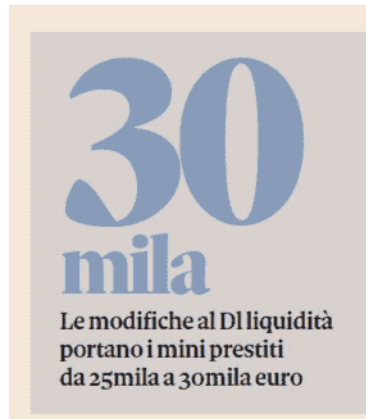 30
mila
Le modifiche al Dl liquidità
portano i mini prestiti
da 25mila a 30mila euro